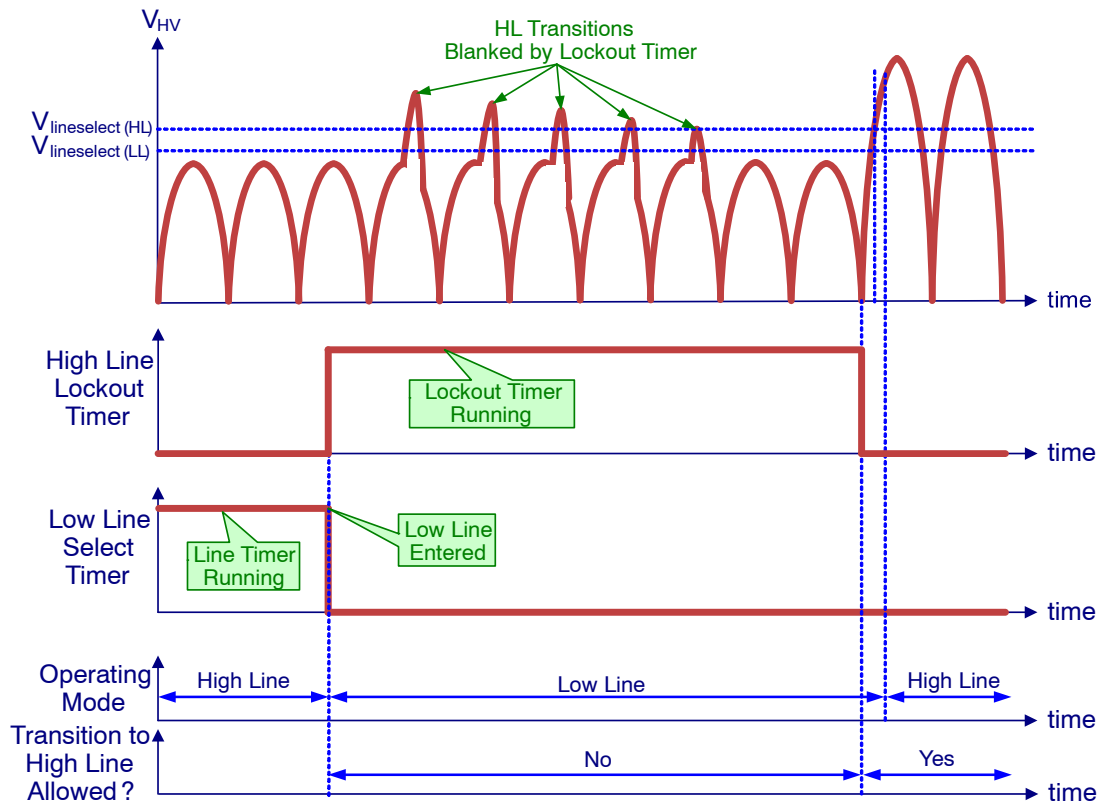 V_HV
HL Transitions
Blanked by Lockout Timer
V_lineselect (HL)
V_lineselect (LL)
time
High Line
Lockout
Timer
Lockout Timer
Running
time
Low Line
Select
Timer
Line Timer
Running
Low Line
Entered
time
Operating
Mode
High Line
Low Line
High Line
time
Transition to
High Line
Allowed ?
No
Yes
time